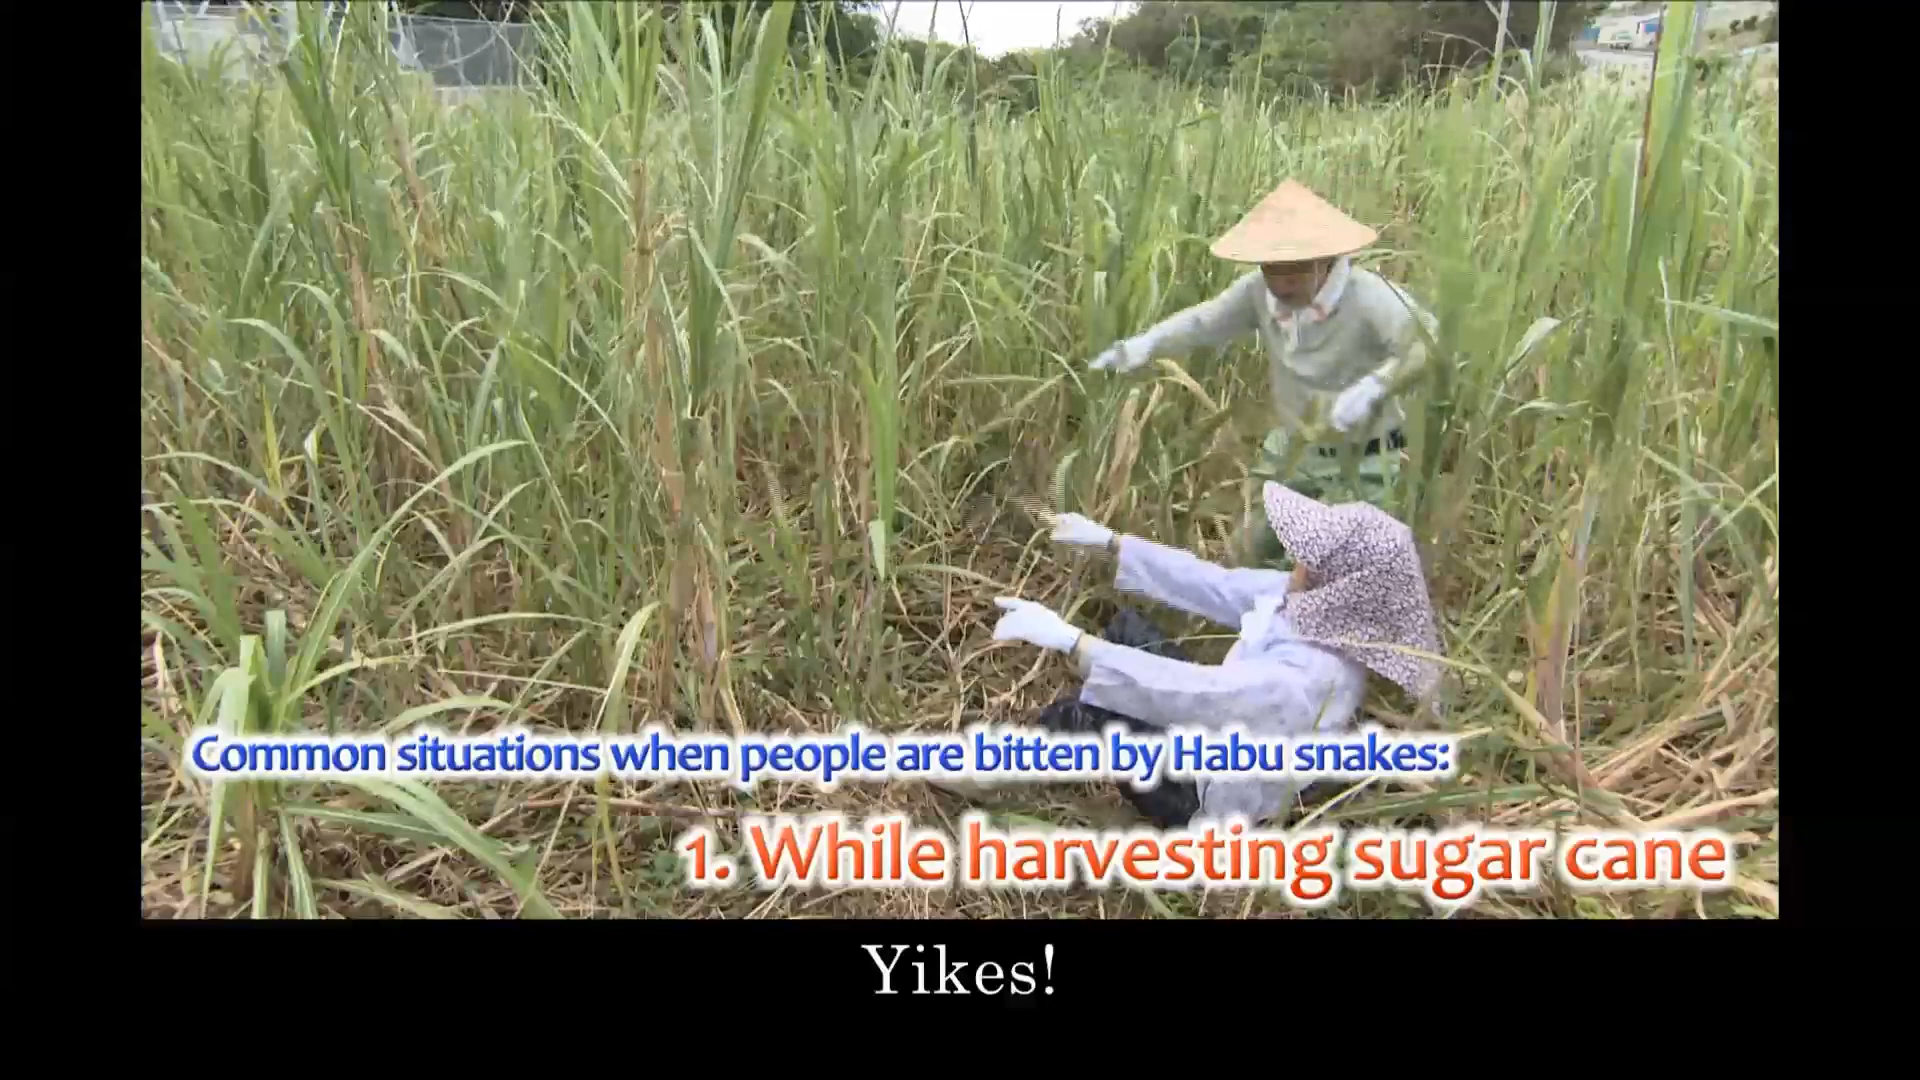 Common situations when people are bitten by Habu snakes:
1. While harvesting sugar cane
Yikes!